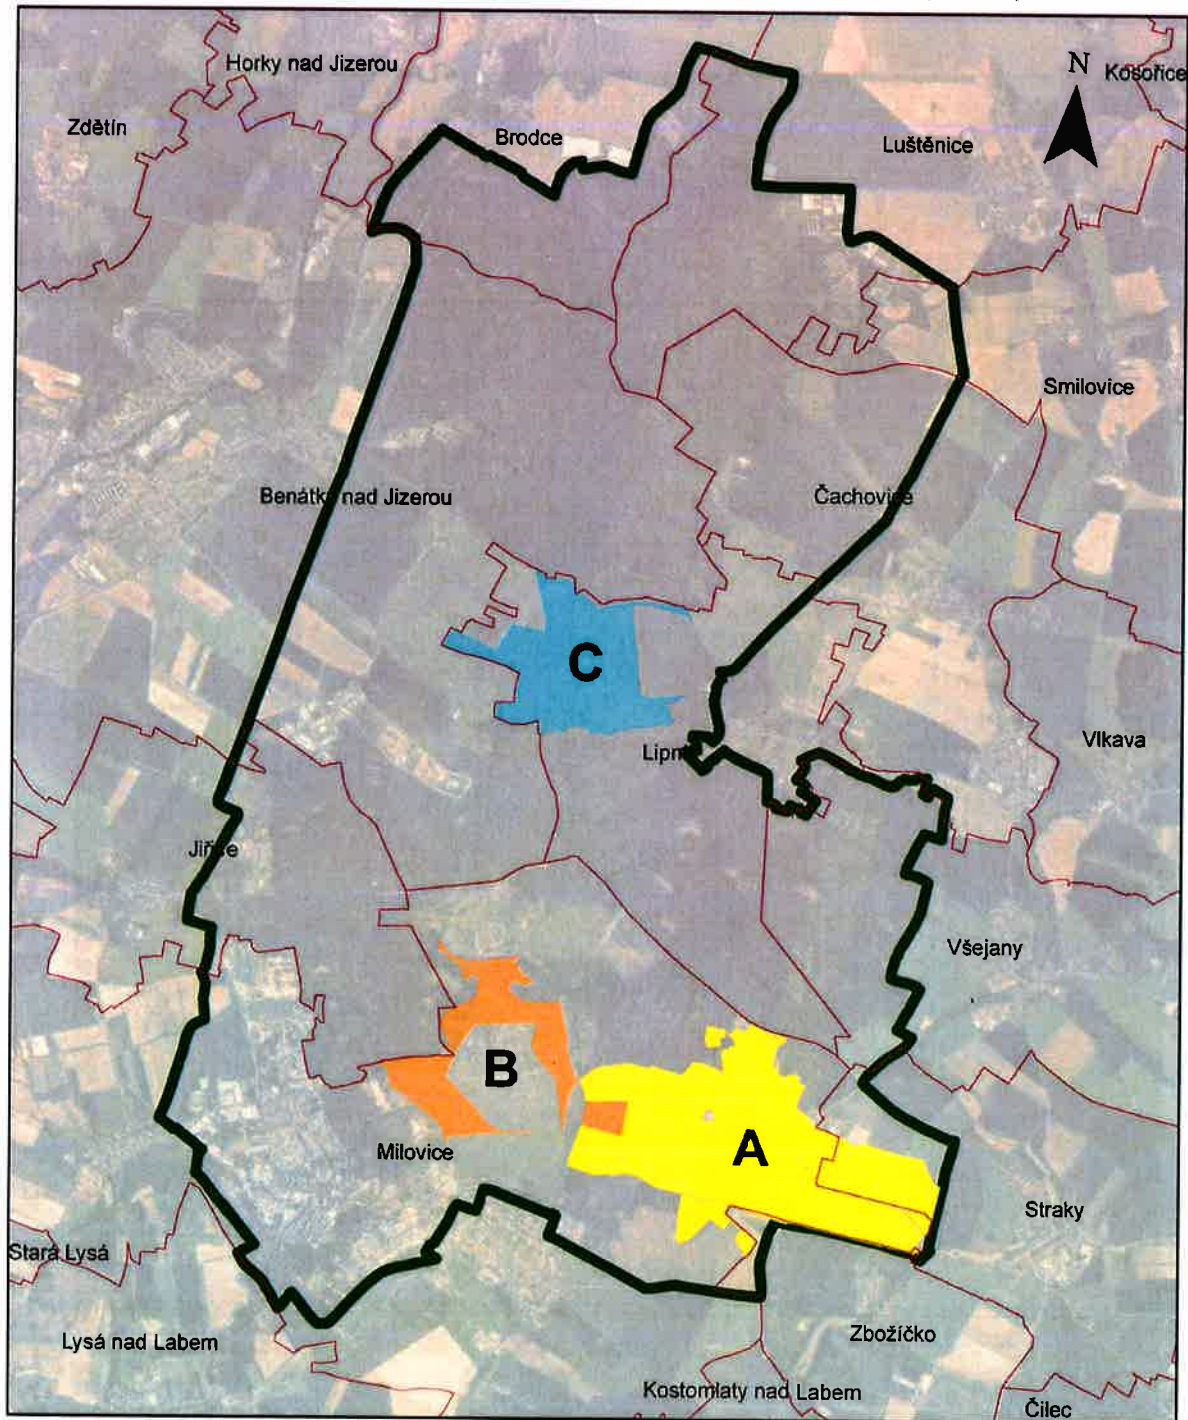 Horky nad Jizerou
N
Kosořice
Zdětín
Brodce
Luštěnice
Smilovice
Benátky nad Jizerou
Čachovice
C
Lipník
Vlkava
Jiřice
Všejany
B
A
Milovice
Straky
Stará Lysá
Lysá nad Labem
Zbožíčko
Kostomlaty nad Labem
Čilec